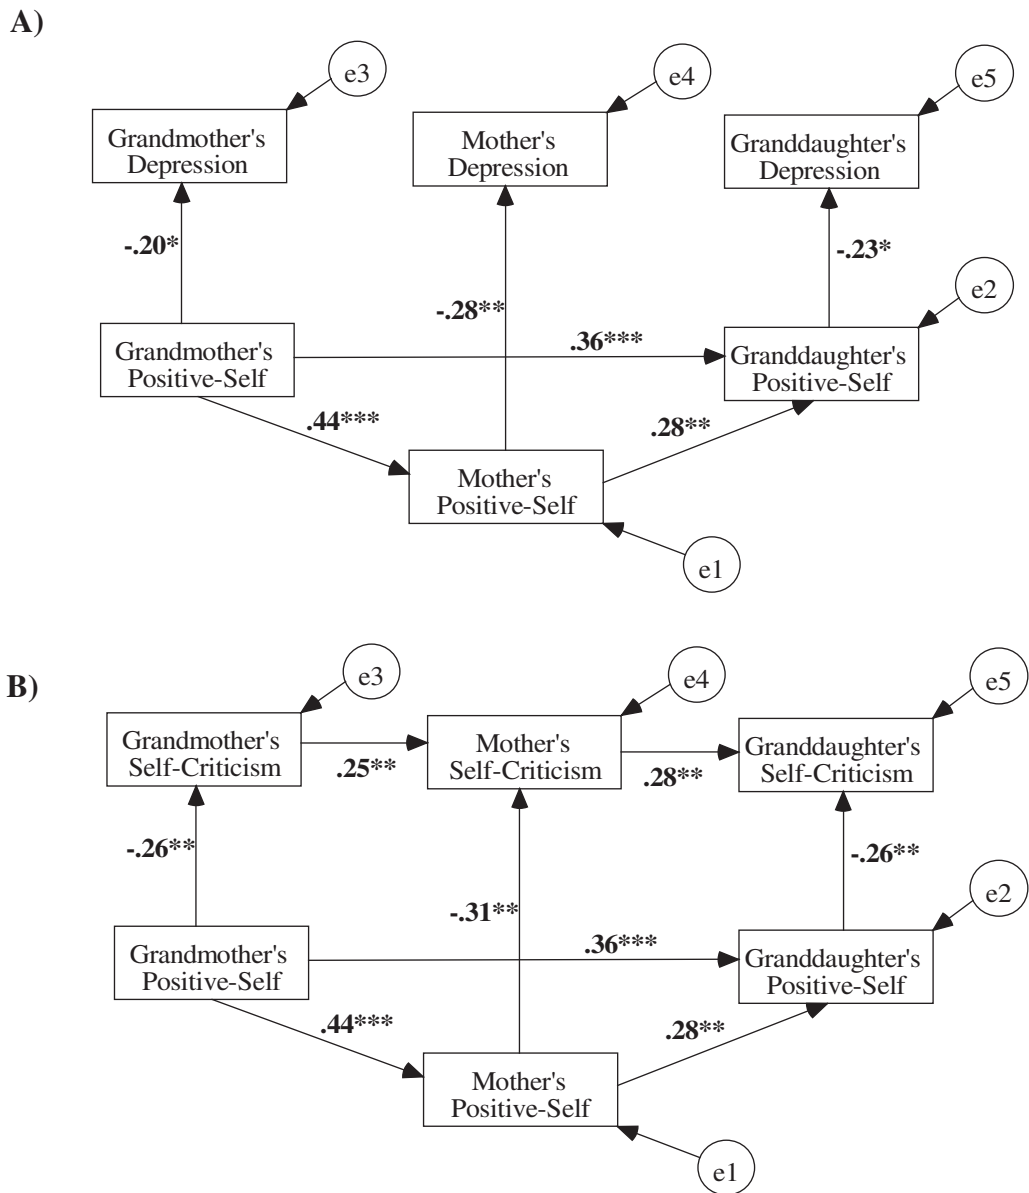 A)
e3
e4
e5
Grandmother's
Depression
Mother's
Depression
Granddaughter's
Depression
-.20*
-.28**
-.23*
e2
Grandmother's
Positive-Self
.36***
Granddaughter's
Positive-Self
.44***
.28**
Mother's
Positive-Self
e1
B)
e3
e4
e5
Grandmother's
Self-Criticism
.25**
Mother's
Self-Criticism
.28**
Granddaughter's
Self-Criticism
-.26**
-.31**
-.26**
e2
Grandmother's
Positive-Self
.36***
Granddaughter's
Positive-Self
.44***
.28**
Mother's
Positive-Self
e1